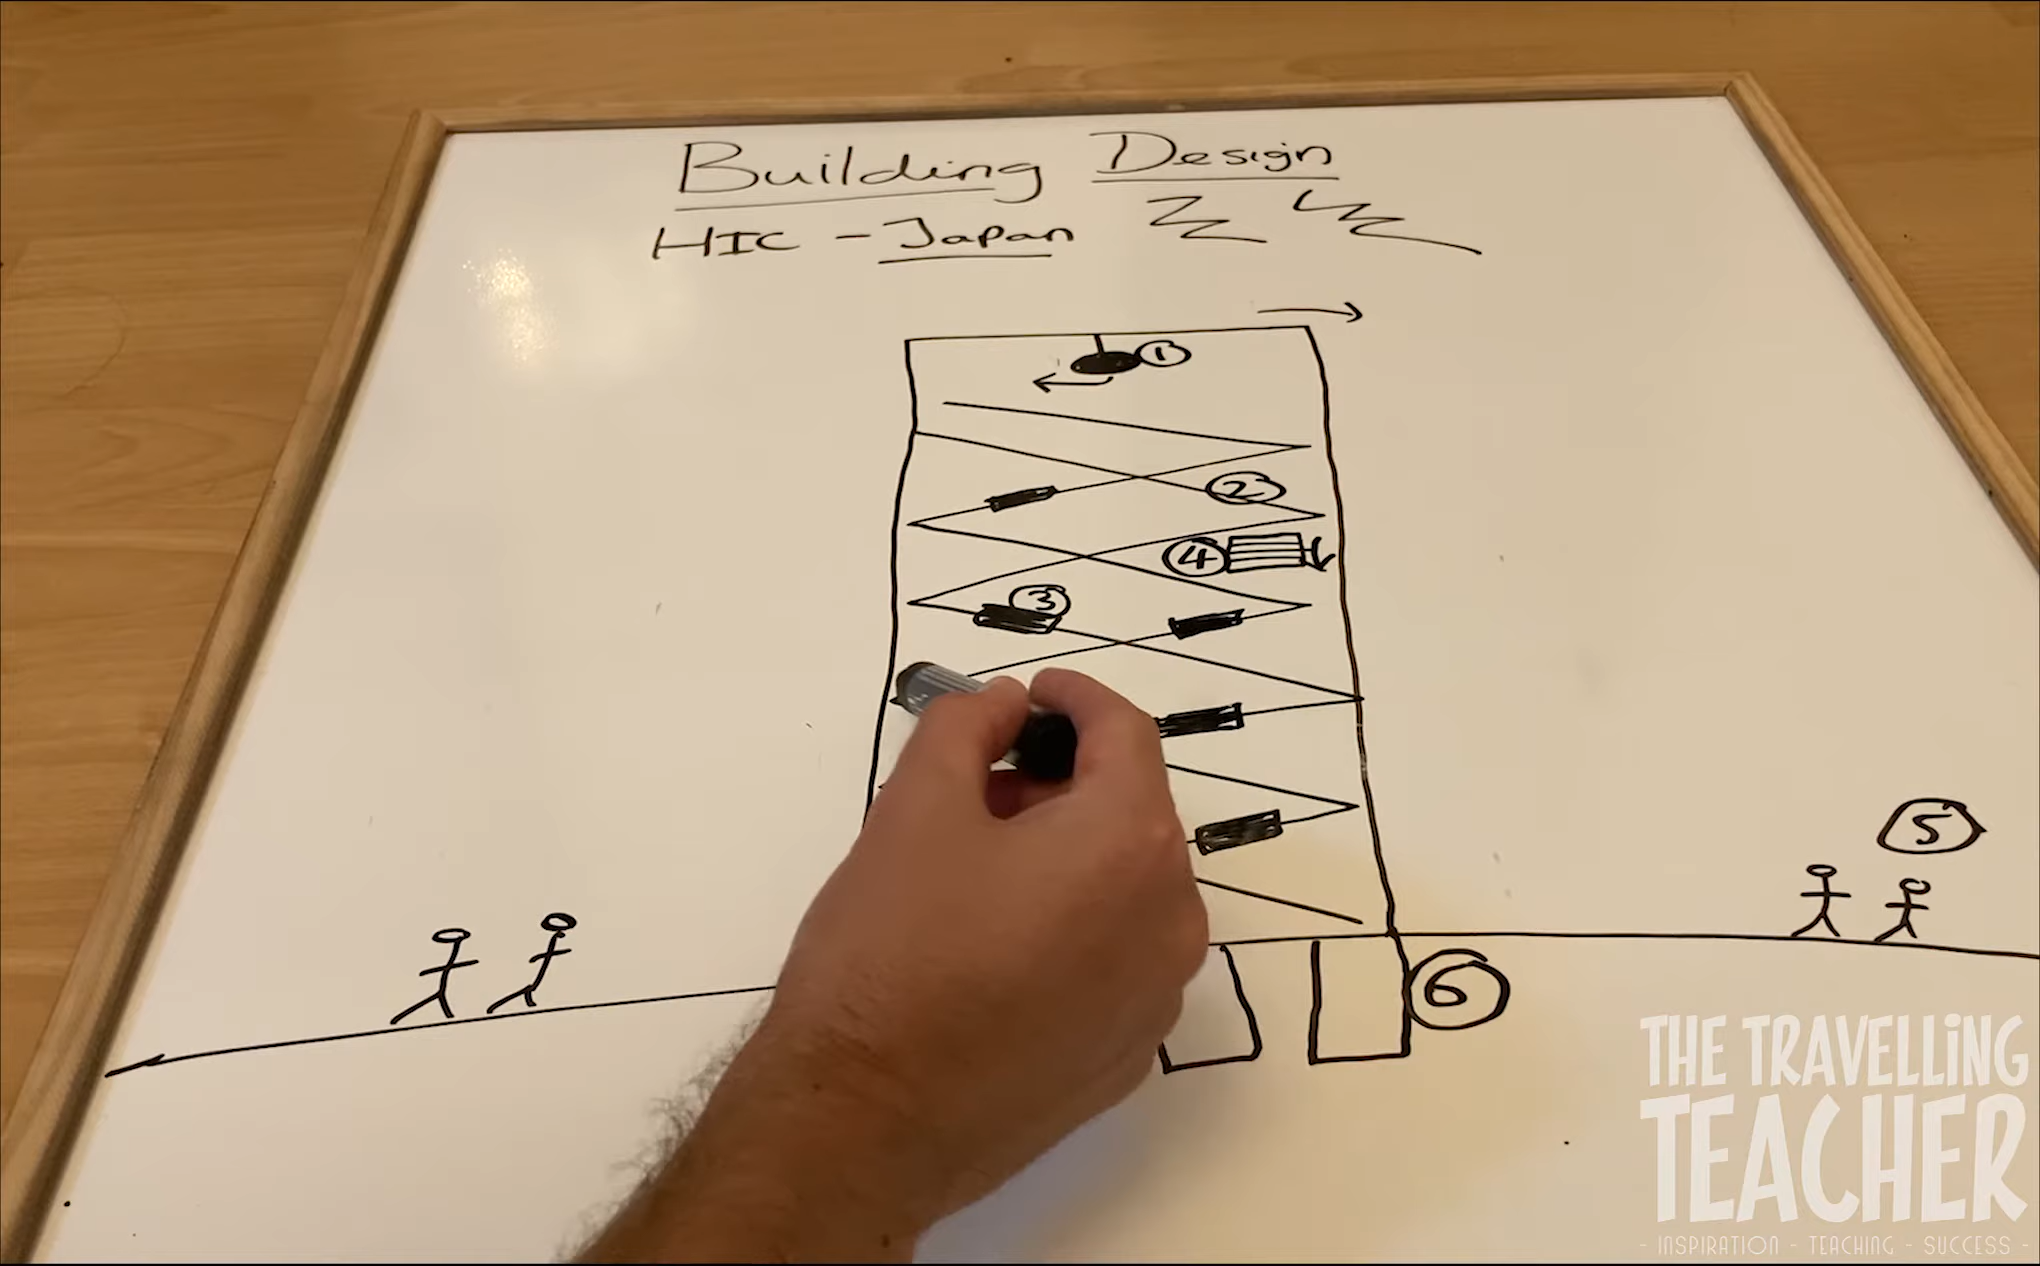 Building Design
HIC - Japan
1
2
4
3
5
6
THE TRAVELLING
TEACHER
- INSPIRATION - TEACHING - SUCCESS -